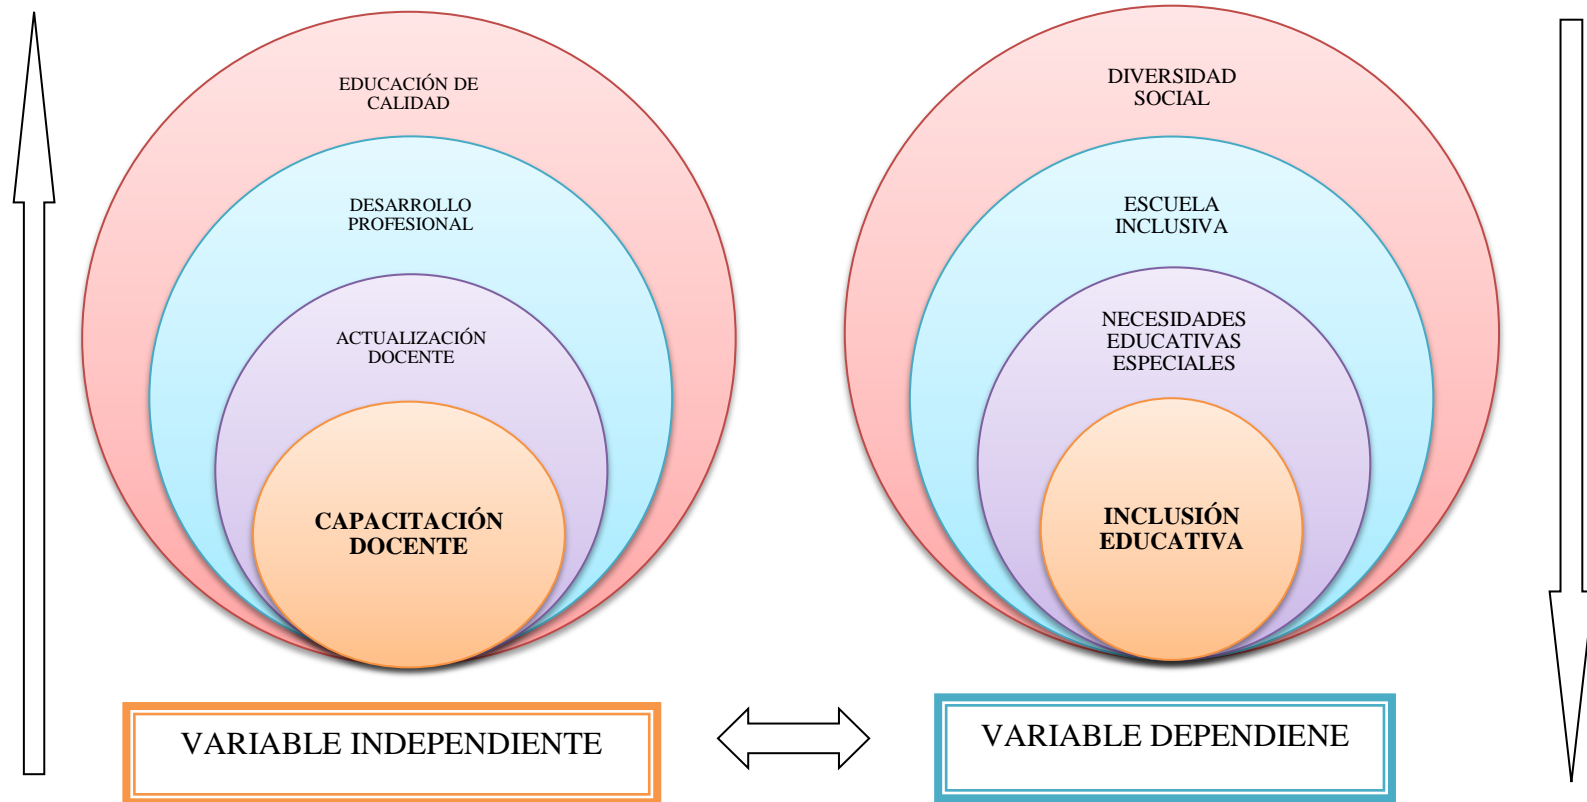 EDUCACIÓN DE
CALIDAD
DESARROLLO
PROFESIONAL
ACTUALIZACIÓN
DOCENTE
CAPACITACIÓN
DOCENTE
VARIABLE INDEPENDIENTE
DIVERSIDAD
SOCIAL
ESCUELA
INCLUSIVA
NECESIDADES
EDUCATIVAS
ESPECIALES
INCLUSIÓN
EDUCATIVA
VARIABLE DEPENDIENE